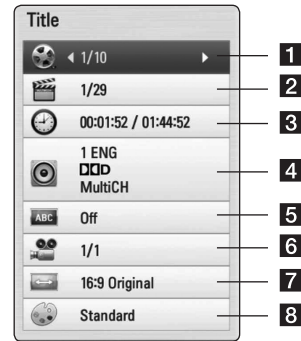 Title
1/10 1
1/29 2
00:01:52 / 01:44:52 3
1 ENG
DD D
MultiCH 4
ABC Off 5
1/1 6
16:9 Original 7
Standard 8